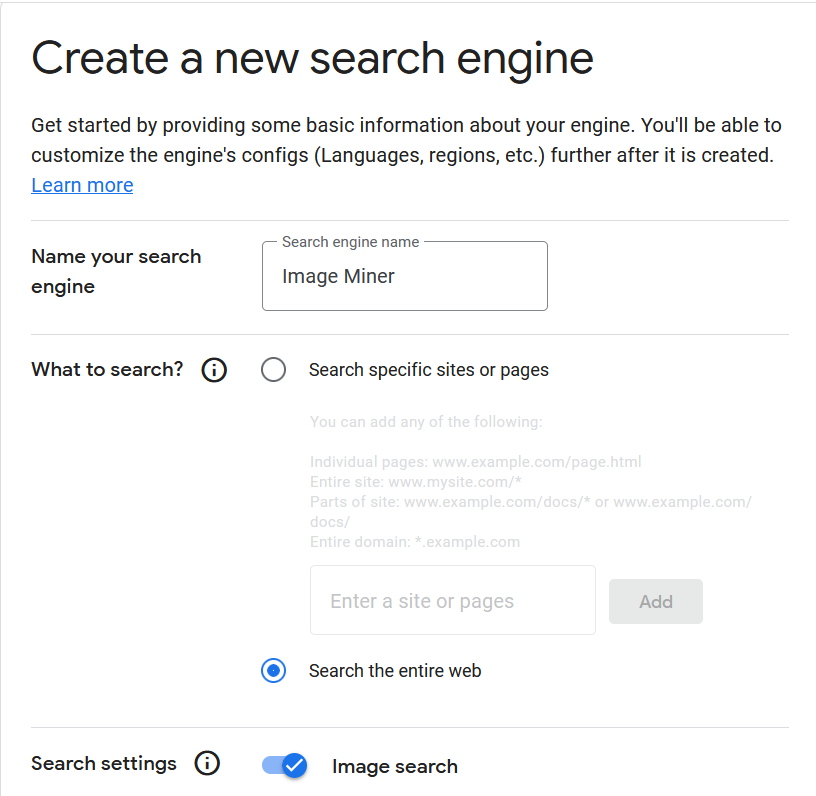 Create a new search engine
Get started by providing some basic information about your engine. You'll be able to
customize the engine's configs (Languages, regions, etc.) further after it is created.
Learn more
Name your search
engine
Search engine name
Image Miner
What to search?
Search specific sites or pages
You can add any of the following:
Individual pages: www.example.com/page.html
Entire site: www.mysite.com/*
Parts of site: www.example.com/docs/* or www.example.com/
docs/
Entire domain: *.example.com
Enter a site or pages
Add
Search the entire web
Search settings
Image search